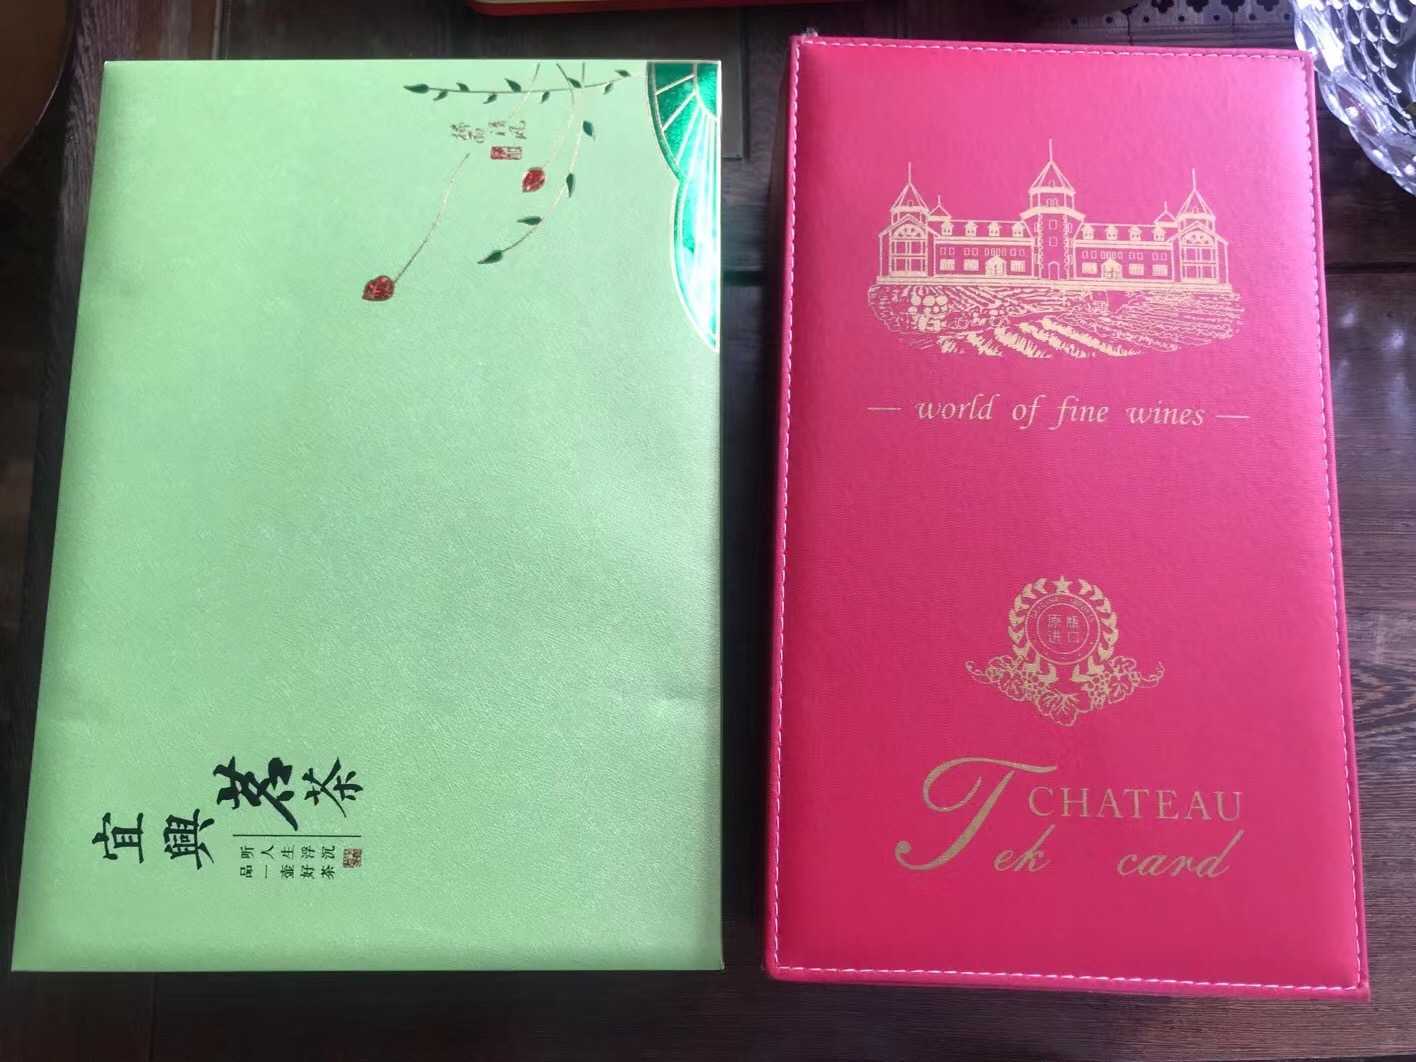 宜興茗茶
听人生浮沉
品一壶好茶
world of fine wines
原瓶
进口
CHATEAU
Tek card